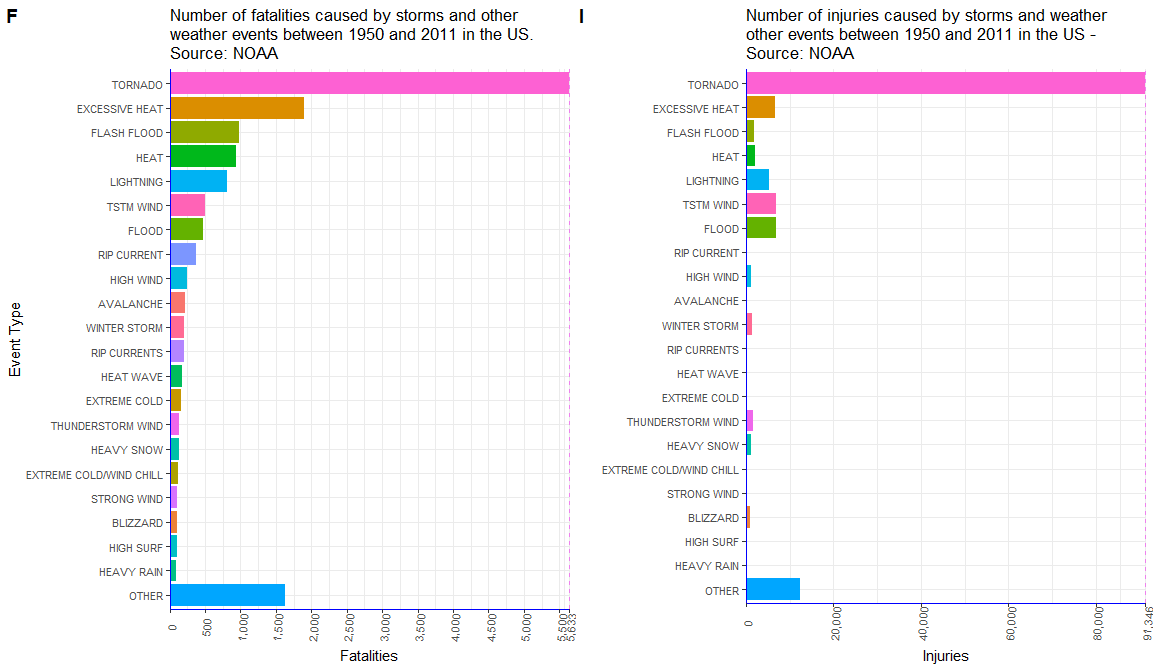 F
Number of fatalities caused by storms and other
weather events between 1950 and 2011 in the US.
Source: NOAA
Event Type
TORNADO
EXCESSIVE HEAT
FLASH FLOOD
HEAT
LIGHTNING
TSTM WIND
FLOOD
RIP CURRENT
HIGH WIND
AVALANCHE
WINTER STORM
RIP CURRENTS
HEAT WAVE
EXTREME COLD
THUNDERSTORM WIND
HEAVY SNOW
EXTREME COLD/WIND CHILL
STRONG WIND
BLIZZARD
HIGH SURF
HEAVY RAIN
OTHER
0
500
1,000
1,500
2,000
2,500
3,000
3,500
4,000
4,500
5,000
5,500
5,633
Fatalities
I
Number of injuries caused by storms and weather
other events between 1950 and 2011 in the US -
Source: NOAA
TORNADO
EXCESSIVE HEAT
FLASH FLOOD
HEAT
LIGHTNING
TSTM WIND
FLOOD
RIP CURRENT
HIGH WIND
AVALANCHE
WINTER STORM
RIP CURRENTS
HEAT WAVE
EXTREME COLD
THUNDERSTORM WIND
HEAVY SNOW
EXTREME COLD/WIND CHILL
STRONG WIND
BLIZZARD
HIGH SURF
HEAVY RAIN
OTHER
0
20,000
40,000
60,000
80,000
91,346
Injuries